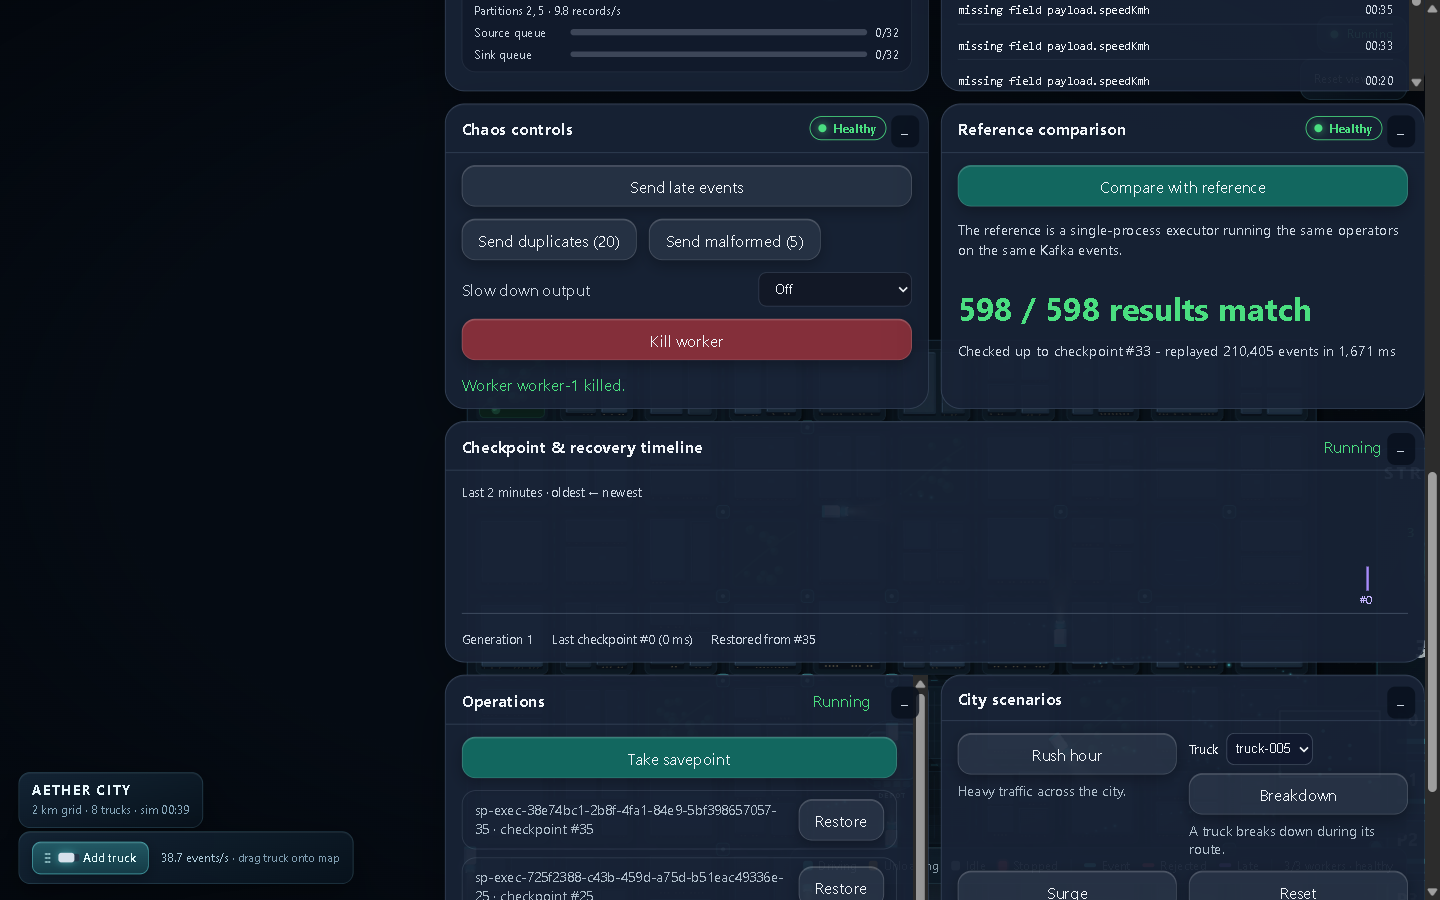 Partitions 2, 5 · 9.8 records/s
Source queue 0/32
Sink queue 0/32
missing field payload.speedKmh 00:35
missing field payload.speedKmh 00:33
missing field payload.speedKmh 00:20
Running
Chaos controls
Healthy
Send late events
Send duplicates (20)
Send malformed (5)
Slow down output
Off
Kill worker
Worker worker-1 killed.
Reference comparison
Healthy
Compare with reference
The reference is a single-process executor running the same operators
on the same Kafka events.
598 / 598 results match
Checked up to checkpoint #33 - replayed 210,405 events in 1,671 ms
Checkpoint & recovery timeline
Running
Last 2 minutes · oldest ← newest
#0
Generation 1
Last checkpoint #0 (0 ms)
Restored from #35
Operations
Running
Take savepoint
sp-exec-38e74bc1-2b8f-4fa1-84e9-5bf398657057-
35 · checkpoint #35
Restore
sp-exec-725f2388-c43b-459d-a75d-b51eac49336e-
25 · checkpoint #25
Restore
City scenarios
Rush hour
Heavy traffic across the city.
Truck
truck-005
Breakdown
A truck breaks down during its
route.
Surge
Reset
AETHER CITY
2 km grid · 8 trucks · sim 00:39
Add truck
38.7 events/s · drag truck onto map